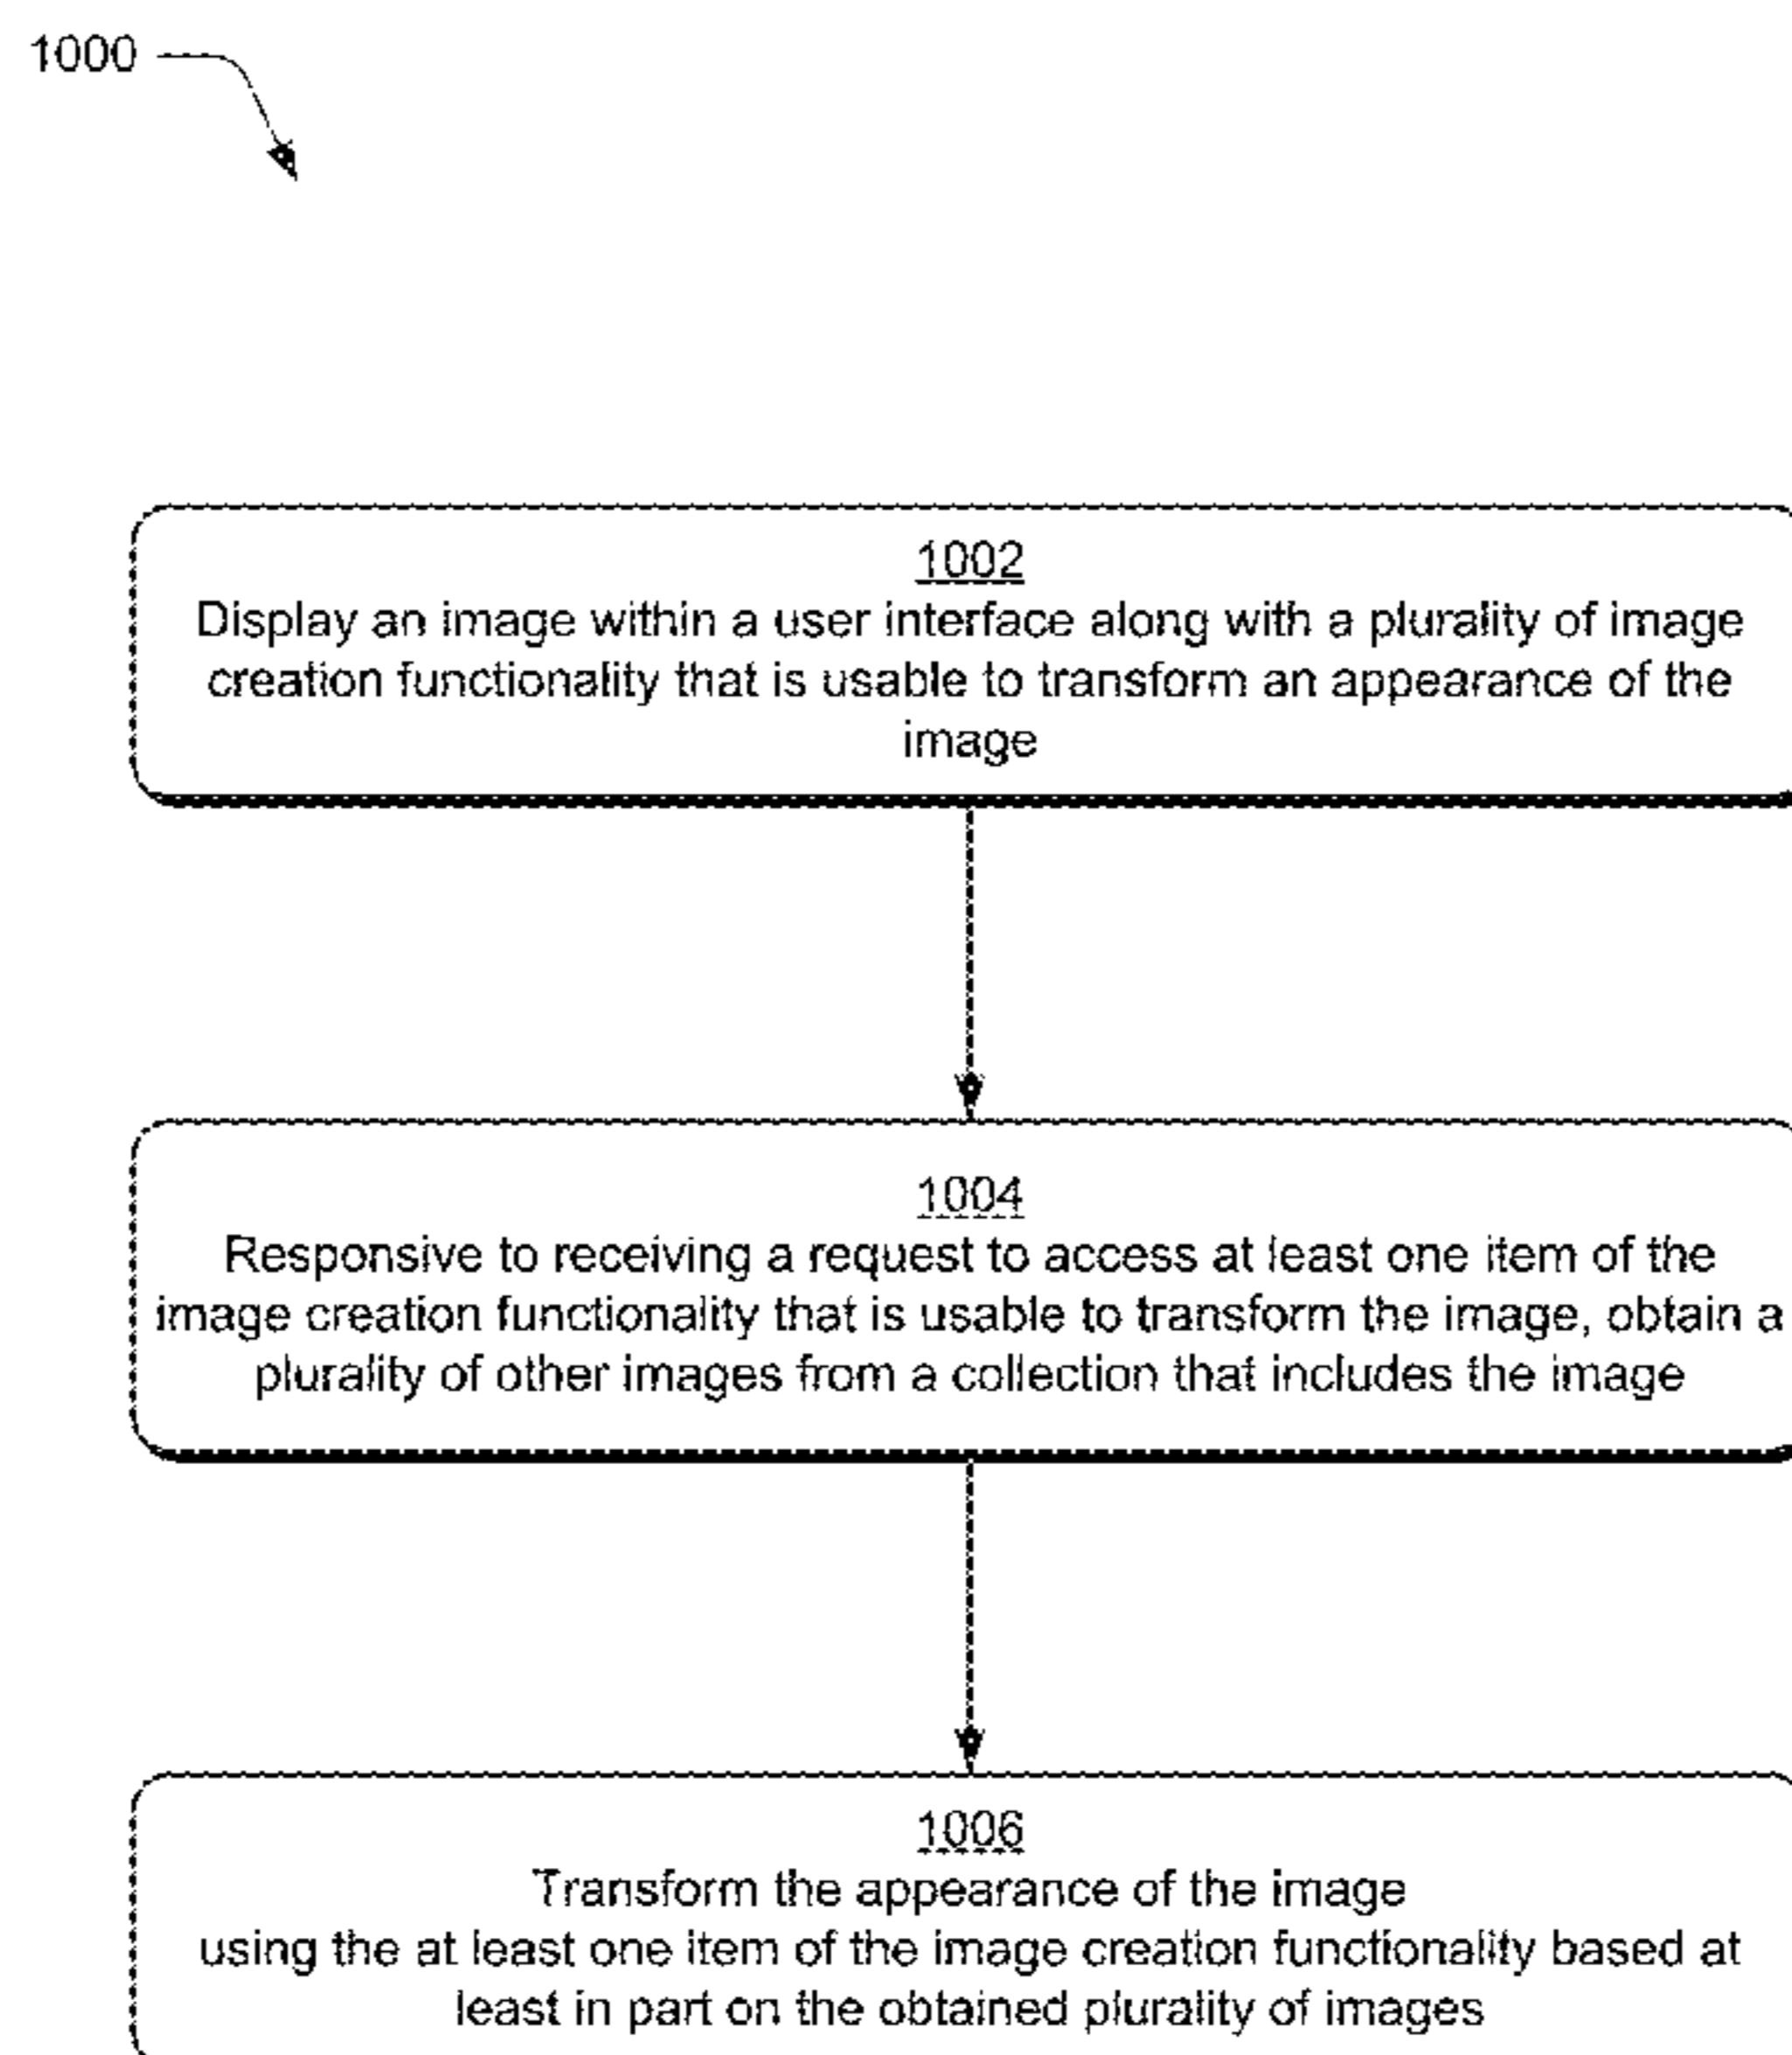 1000
1002
Display an image within a user interface along with a plurality of image
creation functionality that is usable to transform an appearance of the
image
1004
Responsive to receiving a request to access at least one item of the
image creation functionality that is usable to transform the image, obtain a
plurality of other images from a collection that includes the image
1006
Transform the appearance of the image
using the at least one item of the image creation functionality based at
least in part on the obtained plurality of images